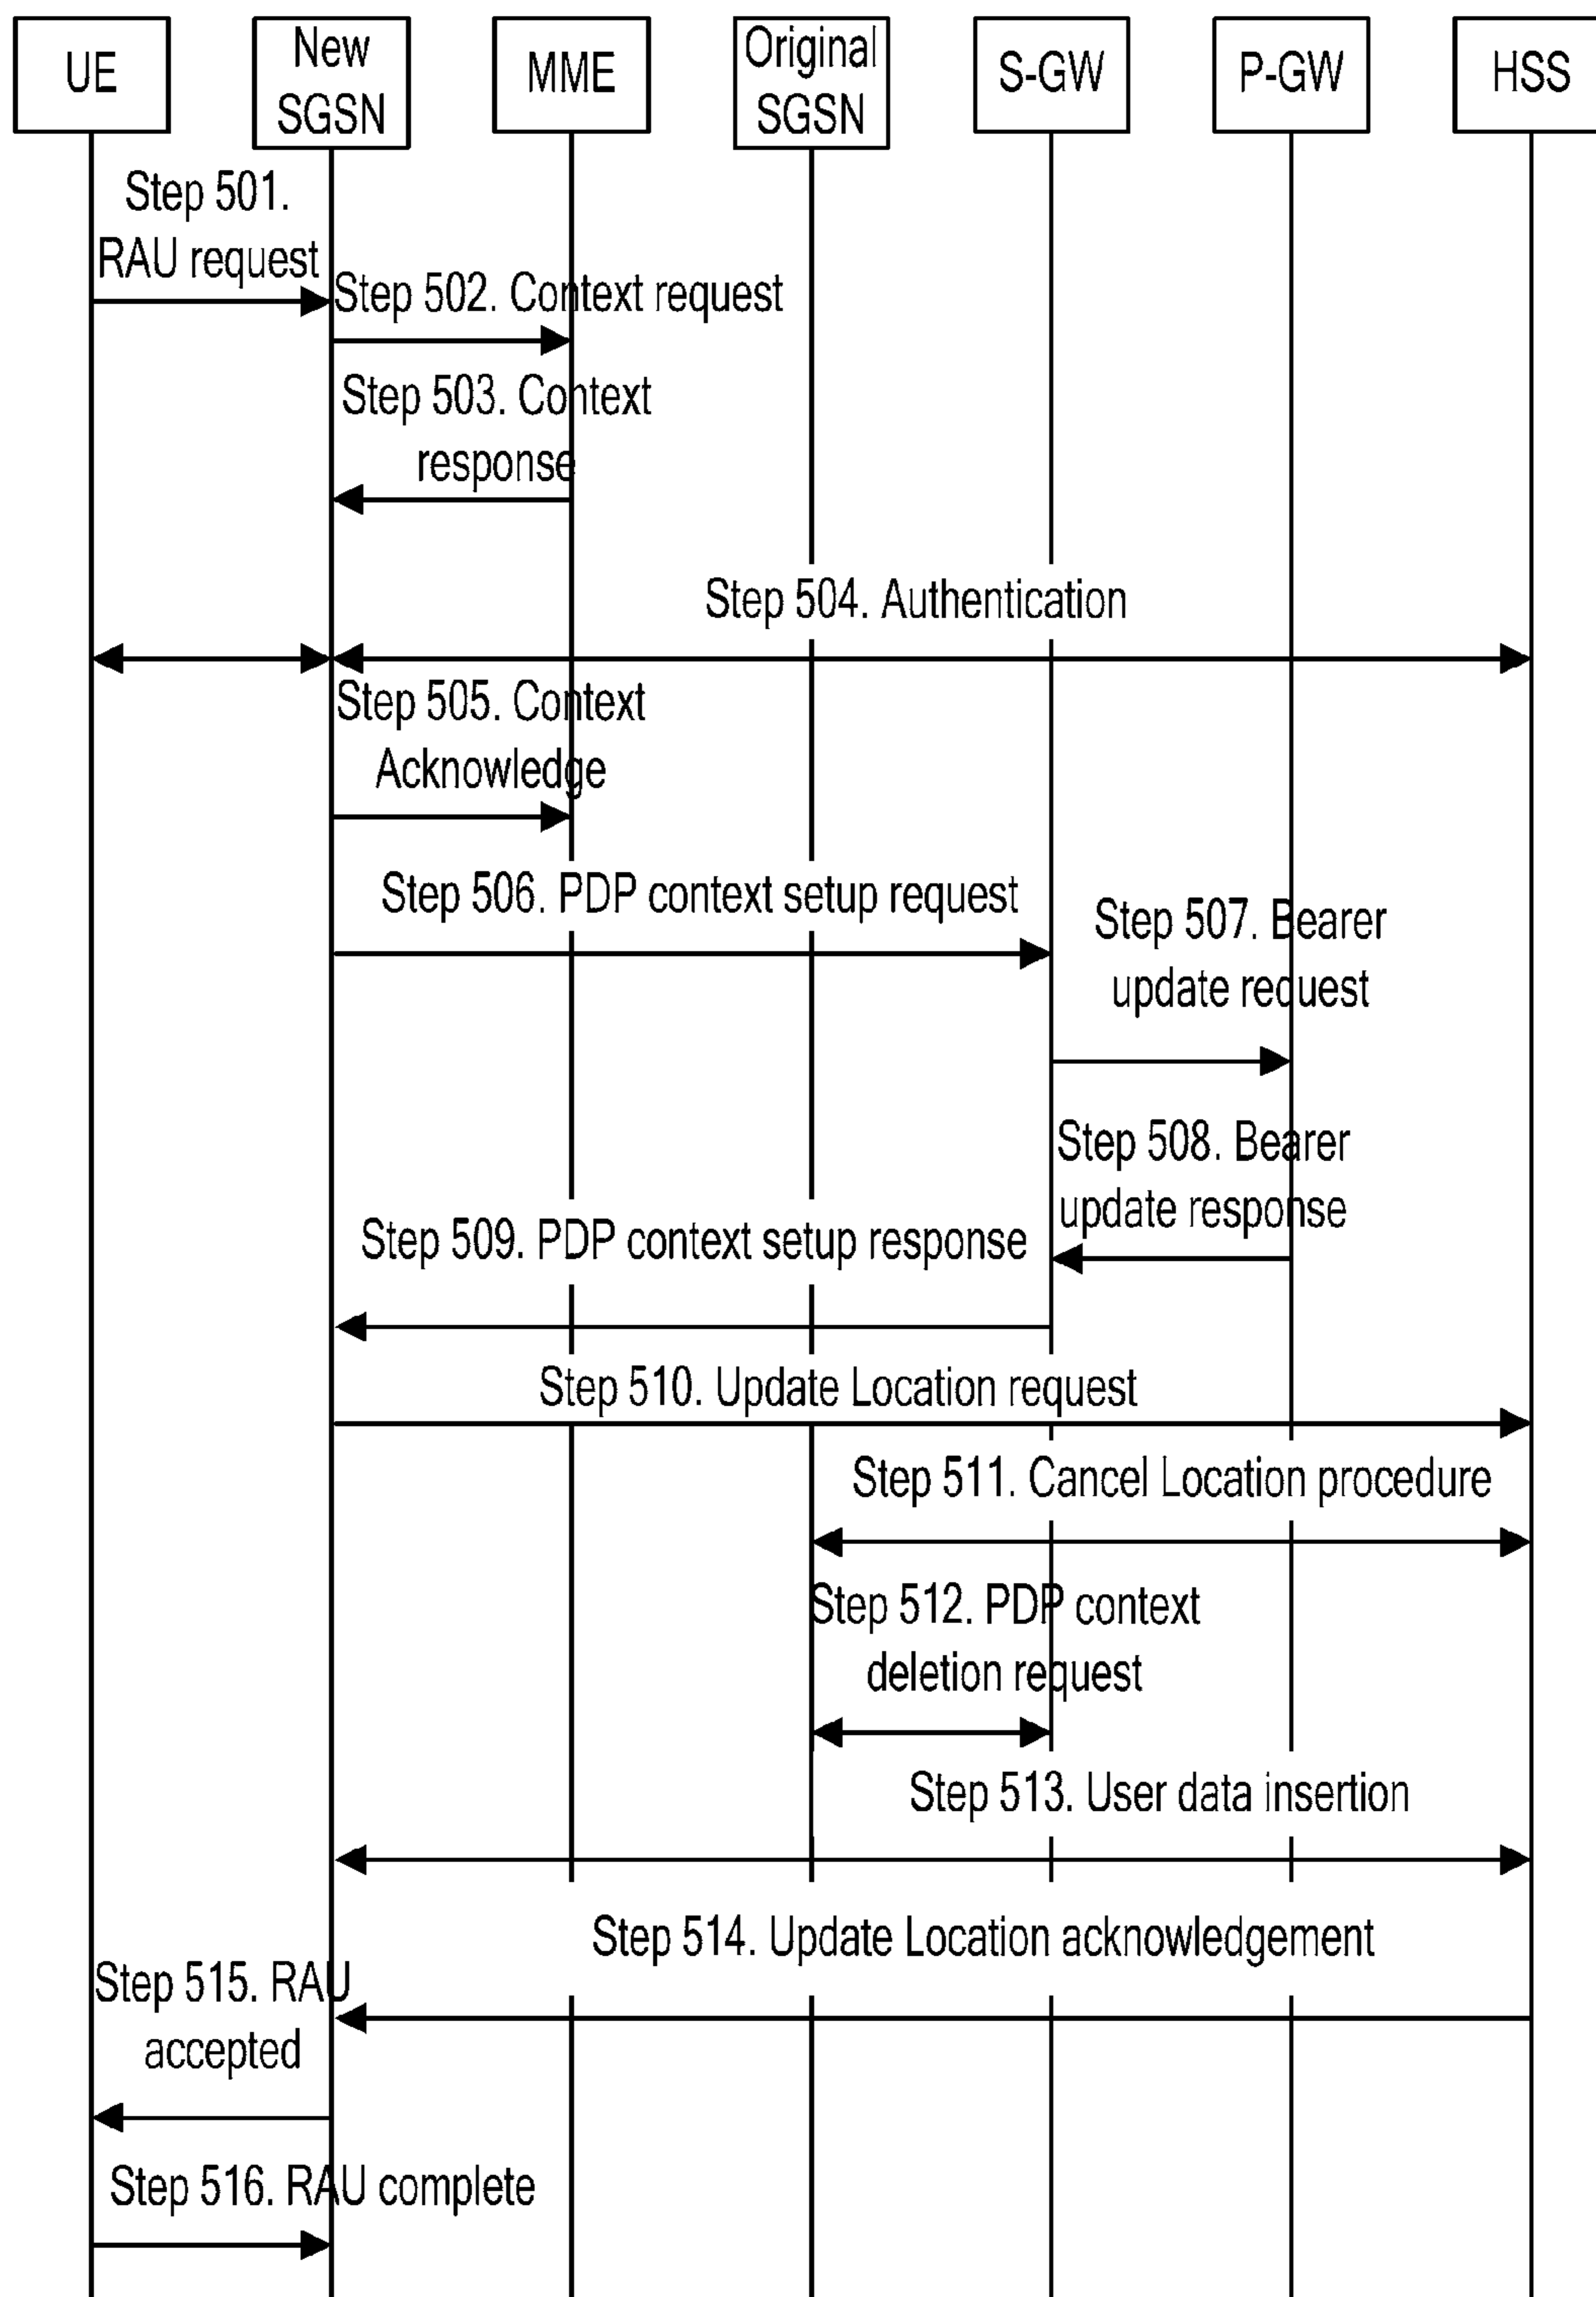 UE
New
SGSN
MME
Original
SGSN
S-GW
P-GW
HSS
Step 501.
RAU request
Step 502. Context request
Step 503. Context
response
Step 504. Authentication
Step 505. Context
Acknowledge
Step 506. PDP context setup request
Step 507. Bearer
update request
Step 508. Bearer
update response
Step 509. PDP context setup response
Step 510. Update Location request
Step 511. Cancel Location procedure
Step 512. PDP context
deletion request
Step 513. User data insertion
Step 514. Update Location acknowledgement
Step 515. RAU
accepted
Step 516. RAU complete